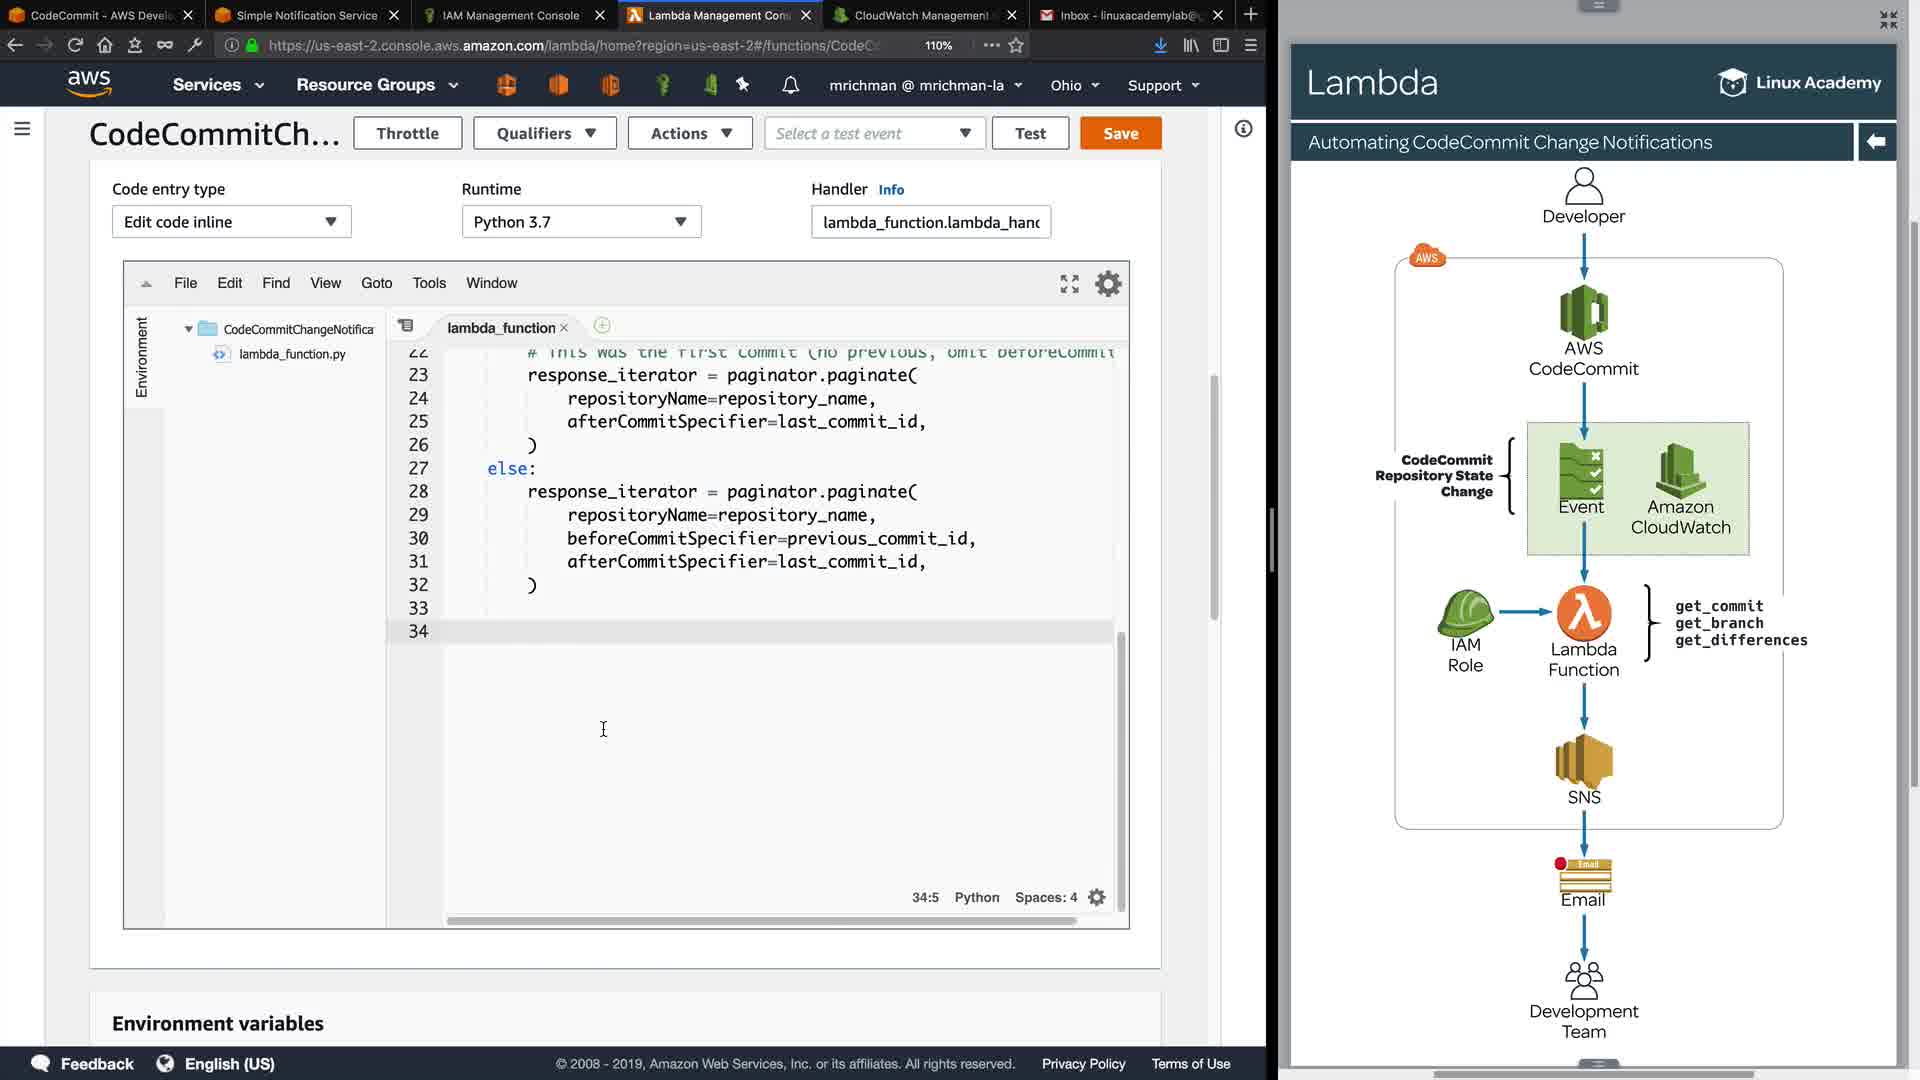 CodeCommit - AWS Develo
Simple Notification Service
IAM Management Console
Lambda Management Cons
CloudWatch Management
Inbox - linuxacademylab@
https://us-east-2.console.aws.amazon.com/lambda/home?region=us-east-2#/functions/CodeCo
110%
aws
Services
Resource Groups
mrichman @ mrichman-la
Ohio
Support
CodeCommitCh...
Throttle
Qualifiers
Actions
Select a test event
Test
Save
Code entry type
Runtime
Handler Info
Edit code inline
Python 3.7
lambda_function.lambda_hand
File Edit Find View Goto Tools Window
Environment
CodeCommitChangeNotifica
lambda_function.py
lambda_function
22 # This was the first commit (no previous, omit beforeCommit
23 response_iterator = paginator.paginate(
24 repositoryName=repository_name,
25 afterCommitSpecifier=last_commit_id,
26 )
27 else:
28 response_iterator = paginator.paginate(
29 repositoryName=repository_name,
30 beforeCommitSpecifier=previous_commit_id,
31 afterCommitSpecifier=last_commit_id,
32 )
33
34
34:5 Python Spaces: 4
Environment variables
Feedback
English (US)
© 2008 - 2019, Amazon Web Services, Inc. or its affiliates. All rights reserved.
Privacy Policy
Terms of Use
Lambda
Linux Academy
Automating CodeCommit Change Notifications
Developer
AWS
AWS
CodeCommit
CodeCommit
Repository State
Change
Event
Amazon
CloudWatch
IAM
Role
Lambda
Function
get_commit
get_branch
get_differences
SNS
Email
Email
Development
Team